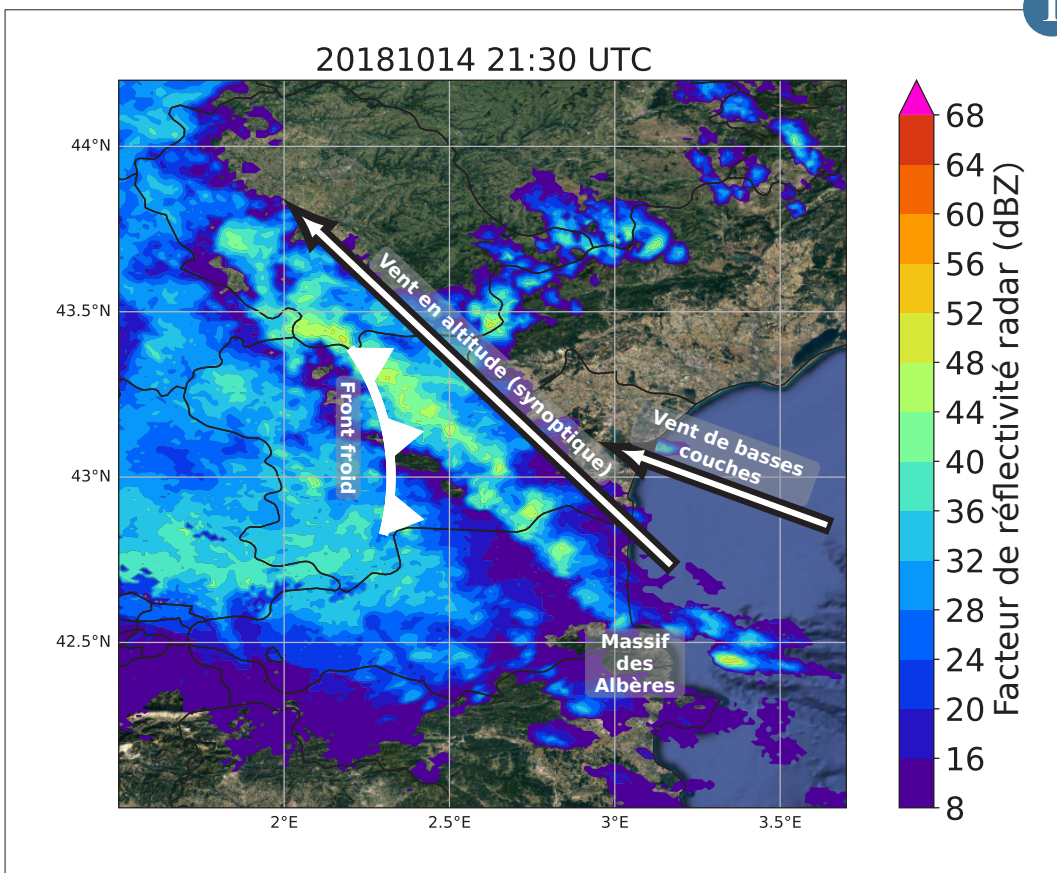 20181014 21:30 UTC
44°N
43.5°N
43°N
42.5°N
2°E
2.5°E
3°E
3.5°E
Vent en altitude (synoptique)
Vent de basses
couches
Front froid
Massif
des
Albères
68
64
60
56
52
48
44
40
36
32
28
24
20
16
8
Facteur de réflectivité radar (dBZ)